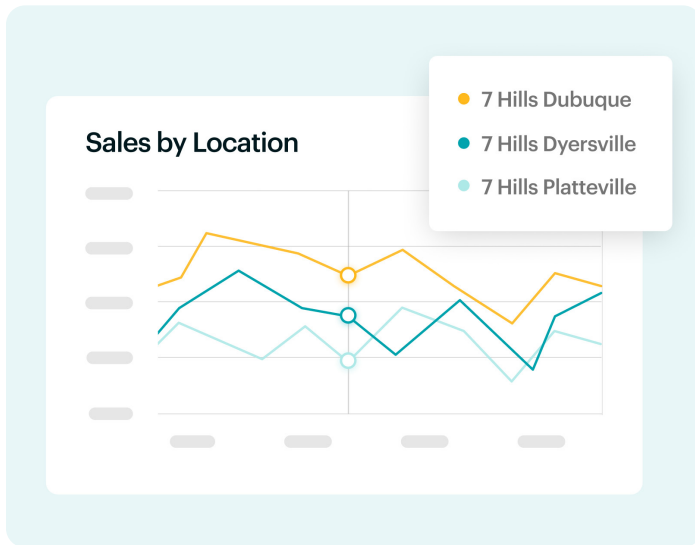 Sales by Location
7 Hills Dubuque
7 Hills Dyersville
7 Hills Platteville